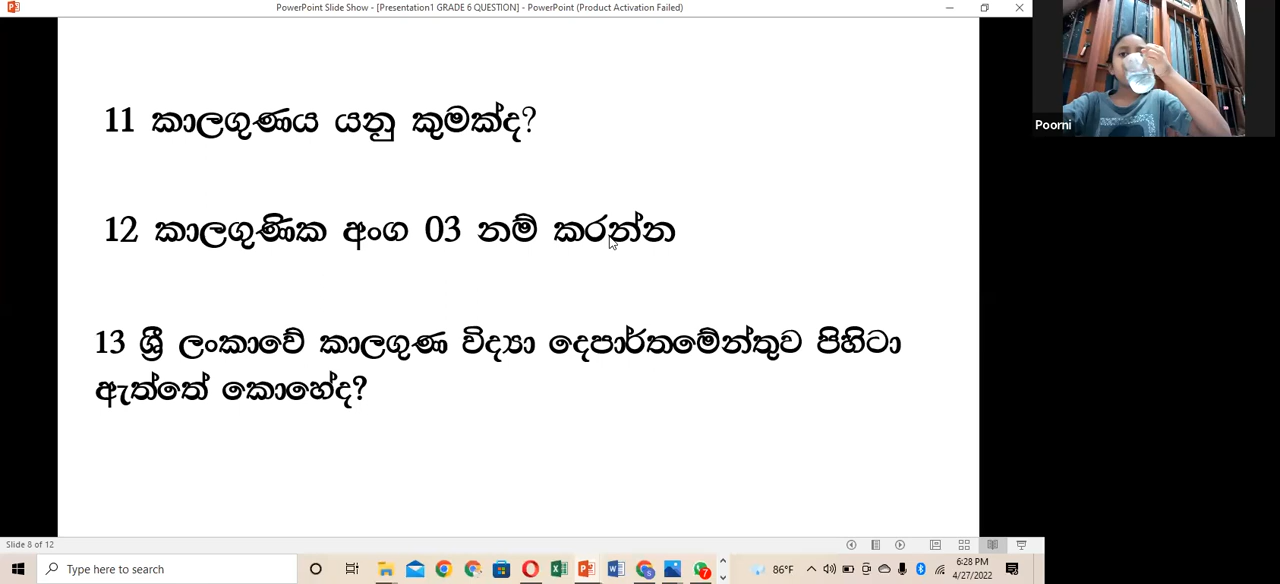 PowerPoint Slide Show - [Presentation1 GRADE 6 QUESTION] - PowerPoint (Product Activation Failed)
Poorni
11 කාලගුණය යනු කුමක්ද?
12 කාලගුණික අංග 03 නම් කරන්න
13 ශ්‍රී ලංකාවේ කාලගුණ විද්‍යා දෙපාර්තමේන්තුව පිහිටා
ඇත්තේ කොහේද?
Slide 8 of 12
Type here to search
86°F
6:28 PM
4/27/2022
7